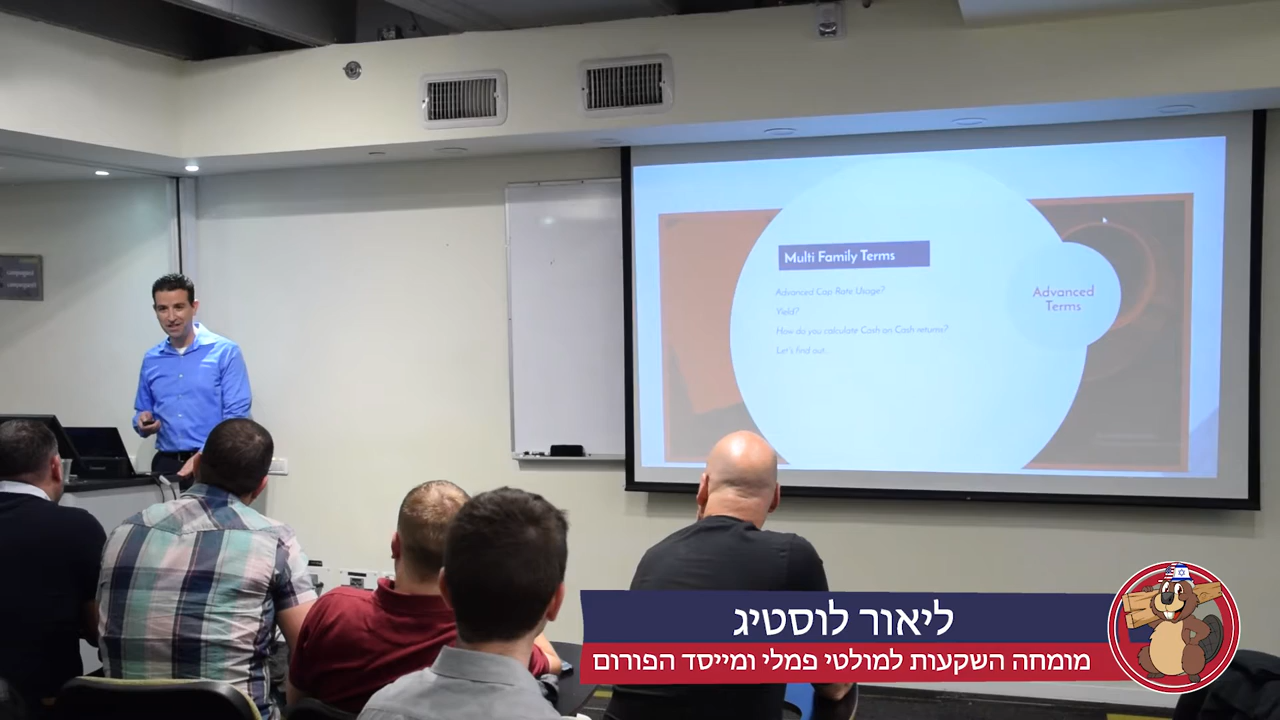 Multi Family Terms
Advanced Cap Rate Usage?
Yield?
How do you calculate Cash on Cash returns?
Let's find out..
Advanced
Terms
ליאור לוסטיג
מומחה השקעות למולטי פמלי ומייסד הפורום